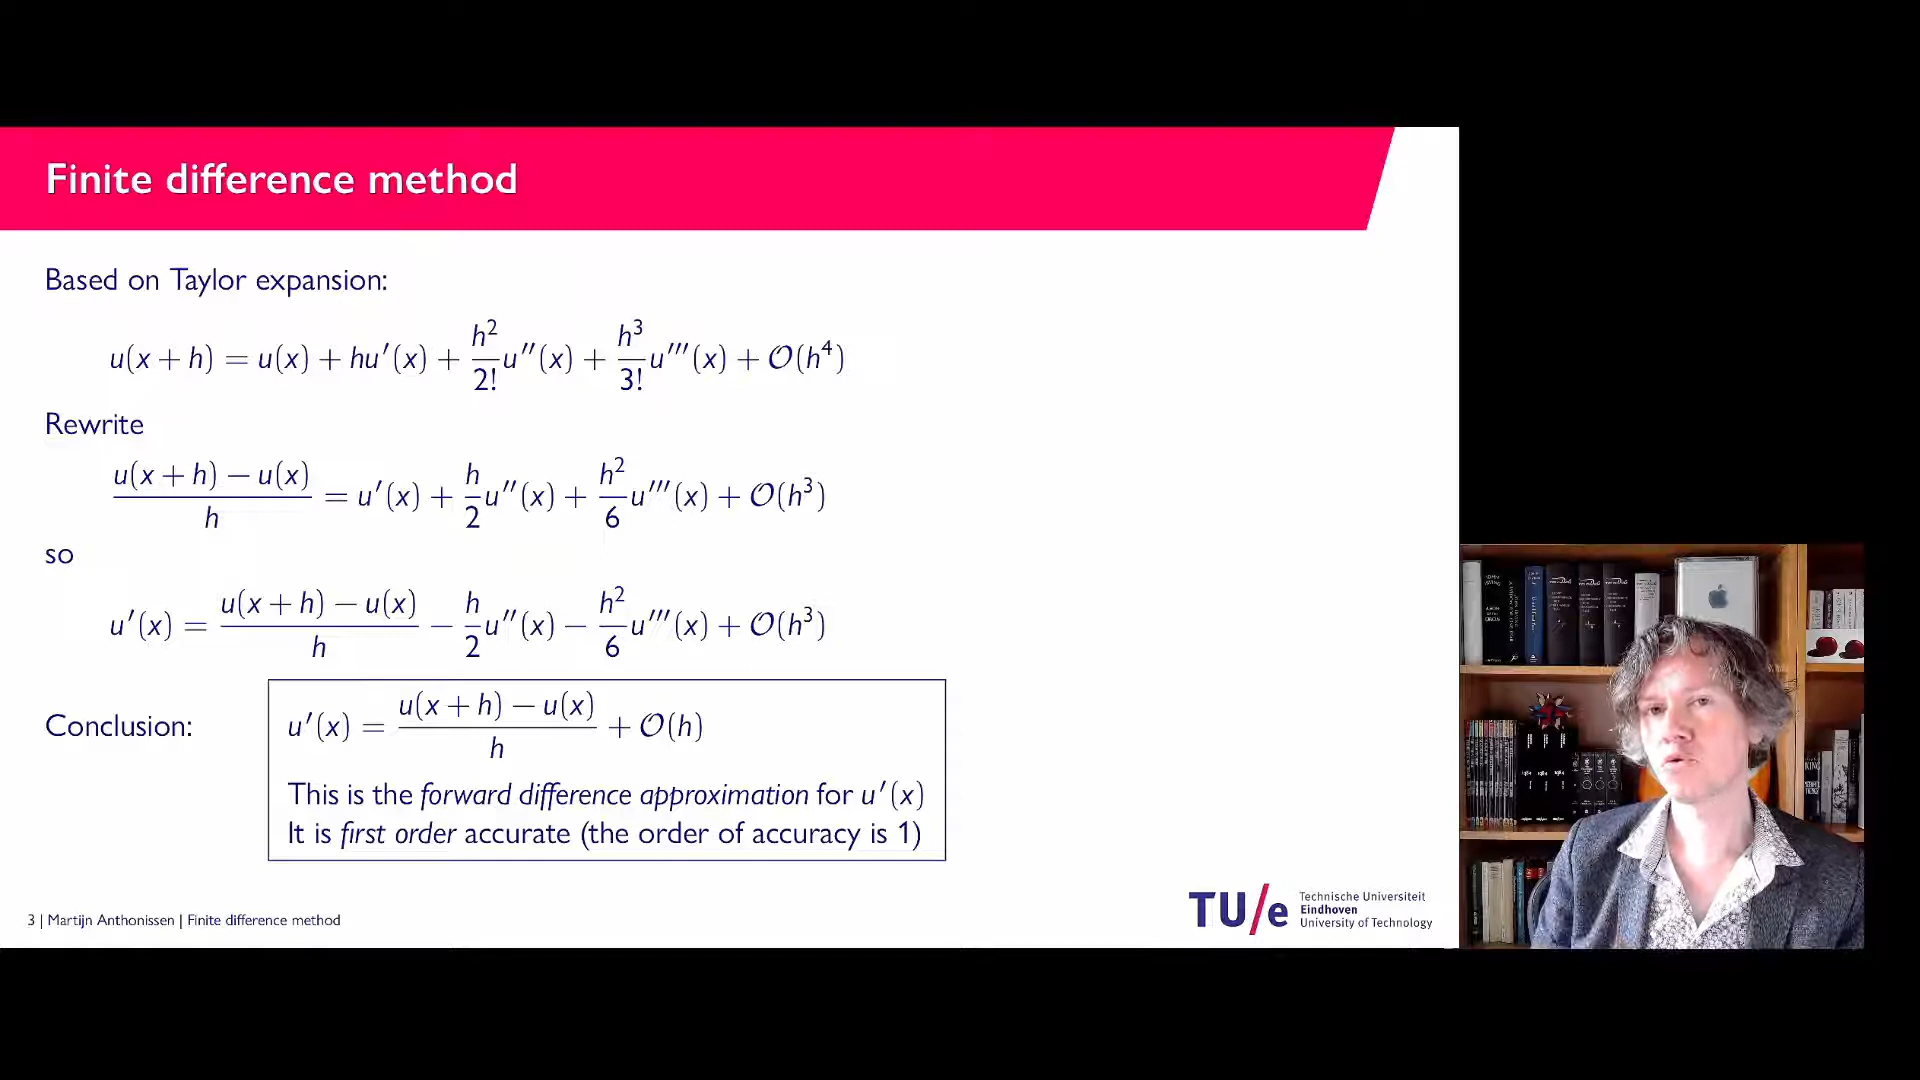 Finite difference method
Based on Taylor expansion:
u(x + h) = u(x) + hu′(x) + h²/2! u″(x) + h³/3! u‴(x) + O(h⁴)
Rewrite
(u(x + h) − u(x))/h = u′(x) + h/2 u″(x) + h²/6 u‴(x) + O(h³)
so
u′(x) = (u(x + h) − u(x))/h − h/2 u″(x) − h²/6 u‴(x) + O(h³)
Conclusion: u′(x) = (u(x + h) − u(x))/h + O(h)
This is the forward difference approximation for u′(x)
It is first order accurate (the order of accuracy is 1)
3 | Martijn Anthonissen | Finite difference method
TU/e Technische Universiteit
Eindhoven
University of Technology
KING